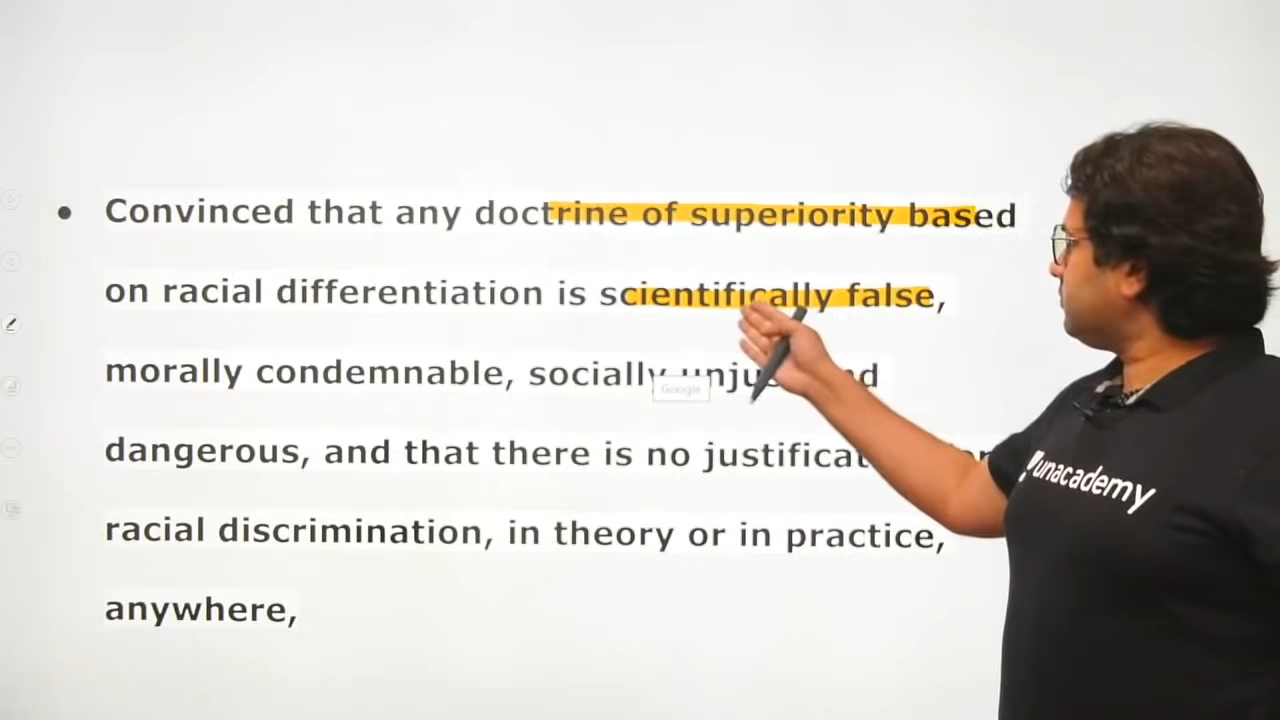 Convinced that any doctrine of superiority based
on racial differentiation is scientifically false,
morally condemnable, socially
dangerous, and that there is no
racial discrimination, in theory or in practice,
anywhere,
Google
unacademy